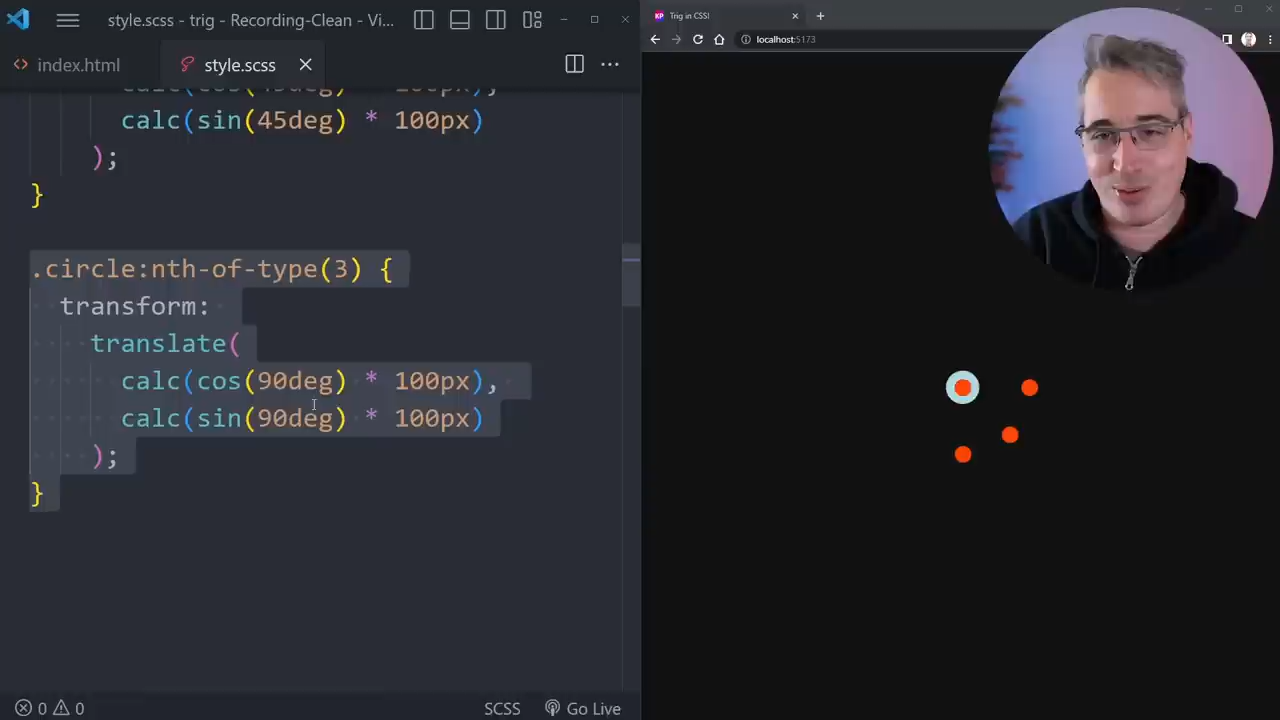 style.scss - trig - Recording-Clean - Vi...
index.html
style.scss
calc(sin(45deg) * 100px)
);
}
.circle:nth-of-type(3) {
transform:
translate(
calc(cos(90deg) * 100px),
calc(sin(90deg) * 100px)
);
}
0 0
SCSS
Go Live
KP Trig in CSS!
localhost:5173